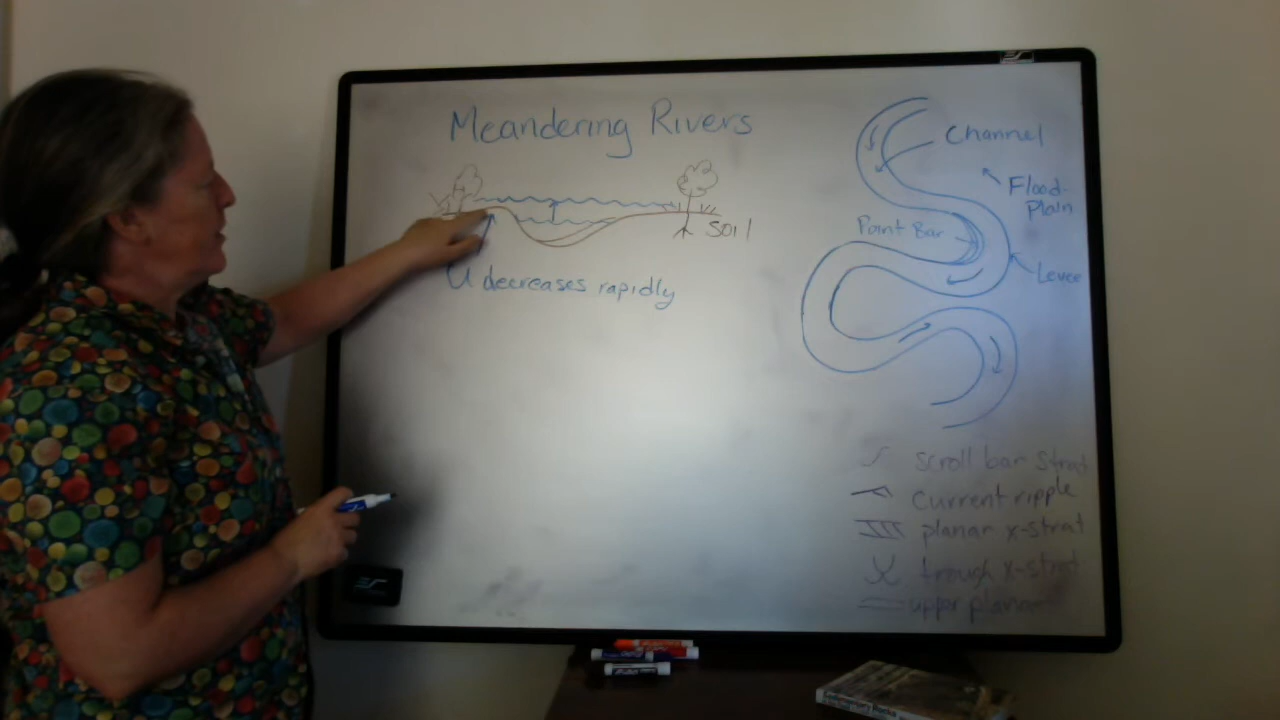 Meandering Rivers
Channel
Flood-
Plain
Point Bar
Soil
Levee
U decreases rapidly
scroll bar strat
Current ripple
planar x-strat
trough x-strat
upper planar